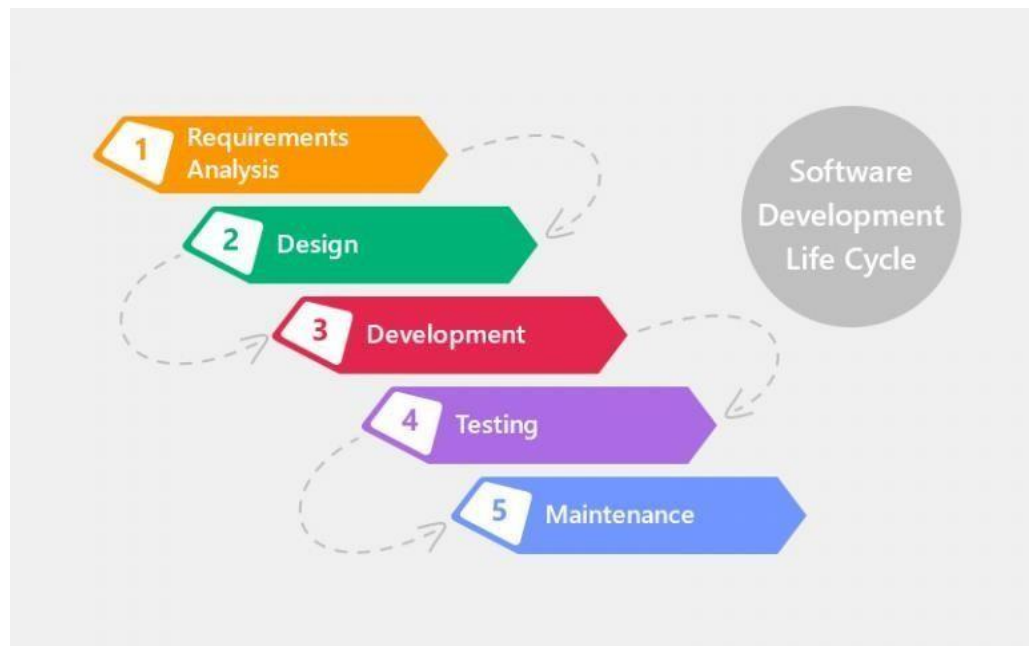 1
Requirements
Analysis
2
Design
3
Development
4
Testing
5
Maintenance
Software
Development
Life Cycle